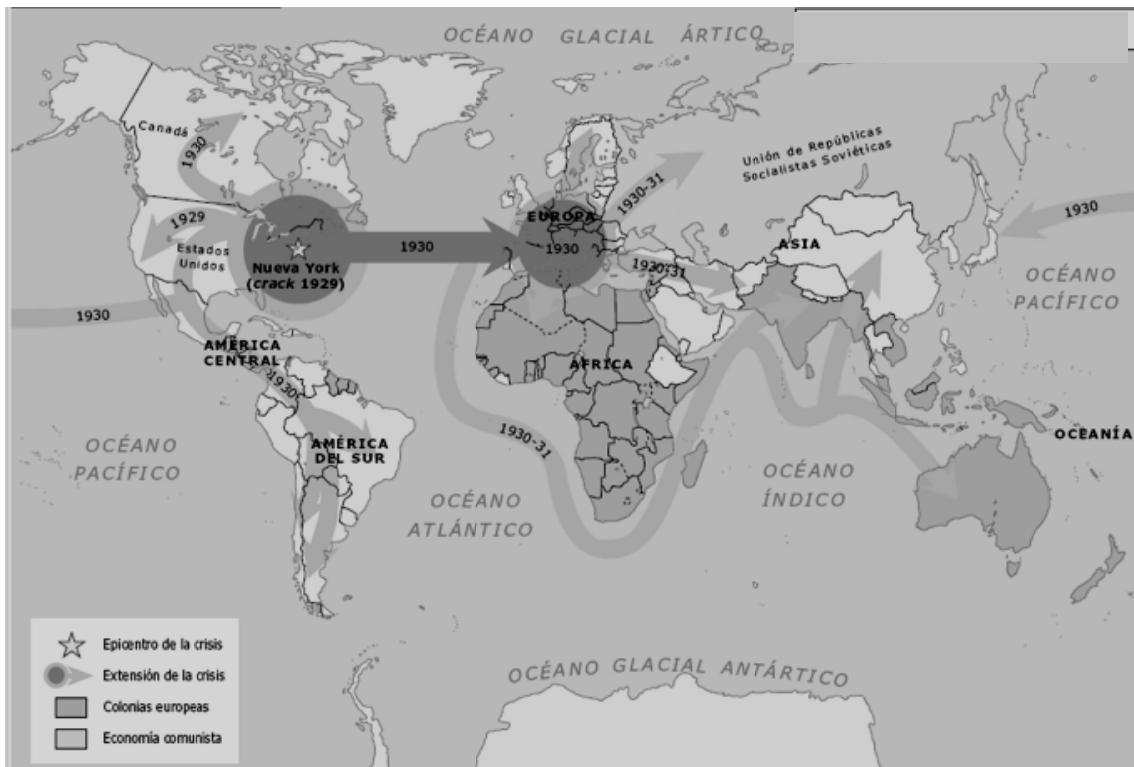 OCÉANO GLACIAL ÁRTICO
Canadá
1930
Unión de Repúblicas
Socialistas Soviéticas
1930-31
1929
EUROPA
1930
Estados
Unidos
1930
1930
ASIA
Nueva York
(crack 1929)
1930-31
OCÉANO
PACÍFICO
1930
AMÉRICA
CENTRAL
1930
ÁFRICA
OCÉANO
PACÍFICO
AMÉRICA
DEL SUR
1930-31
OCEANÍA
OCÉANO
ATLÁNTICO
OCÉANO
ÍNDICO
OCÉANO GLACIAL ANTÁRTICO
Epicentro de la crisis
Extensión de la crisis
Colonias europeas
Economía comunista